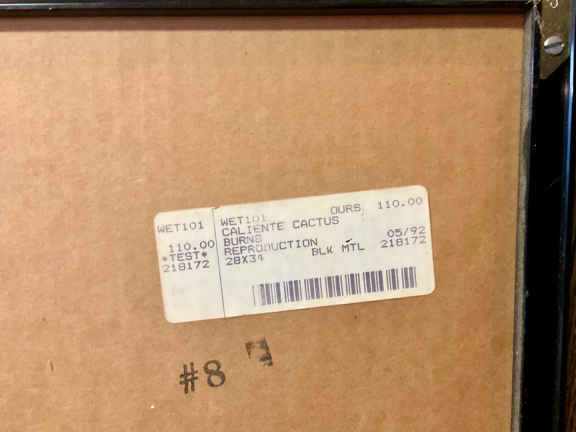 WET101
110.00
*TEST*
218172
WET101 OURS 110.00
CALIENTE CACTUS
BURNS 05/92
REPRODUCTION BLK MTL 218172
28X34
#8